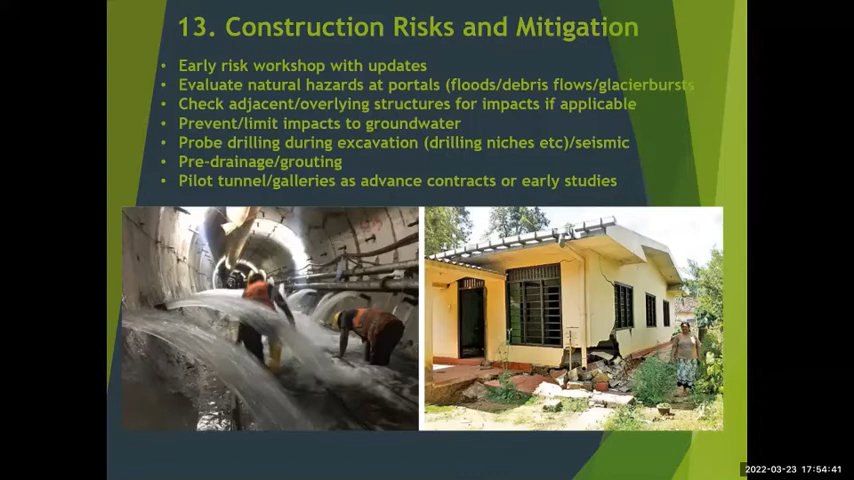 13. Construction Risks and Mitigation
• Early risk workshop with updates
• Evaluate natural hazards at portals (floods/debris flows/glacierbursts
• Check adjacent/overlying structures for impacts if applicable
• Prevent/limit impacts to groundwater
• Probe drilling during excavation (drilling niches etc)/seismic
• Pre-drainage/grouting
• Pilot tunnel/galleries as advance contracts or early studies
2022-03-23 17:54:41